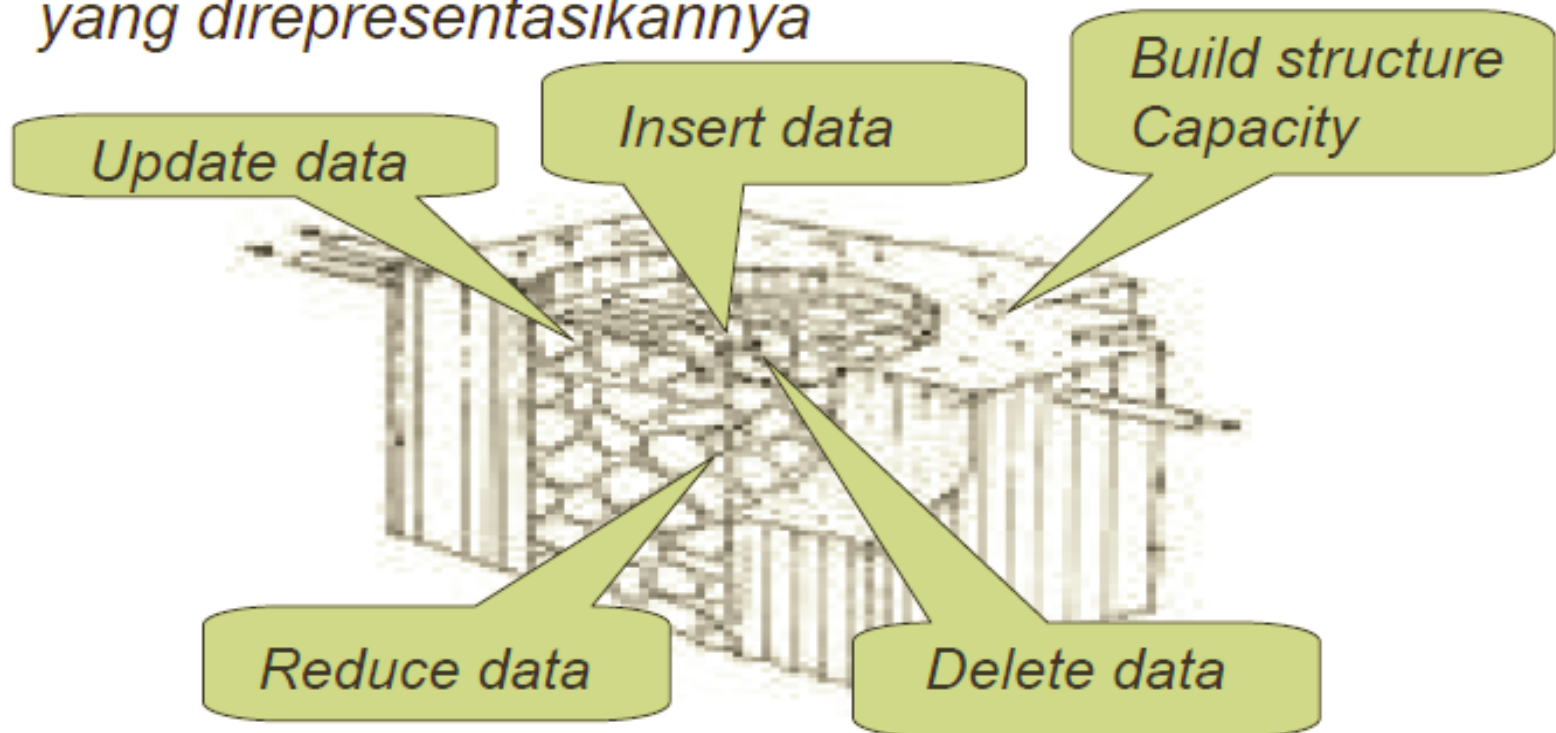 yang direpresentasikannya
Build structure
Capacity
Insert data
Update data
Reduce data
Delete data